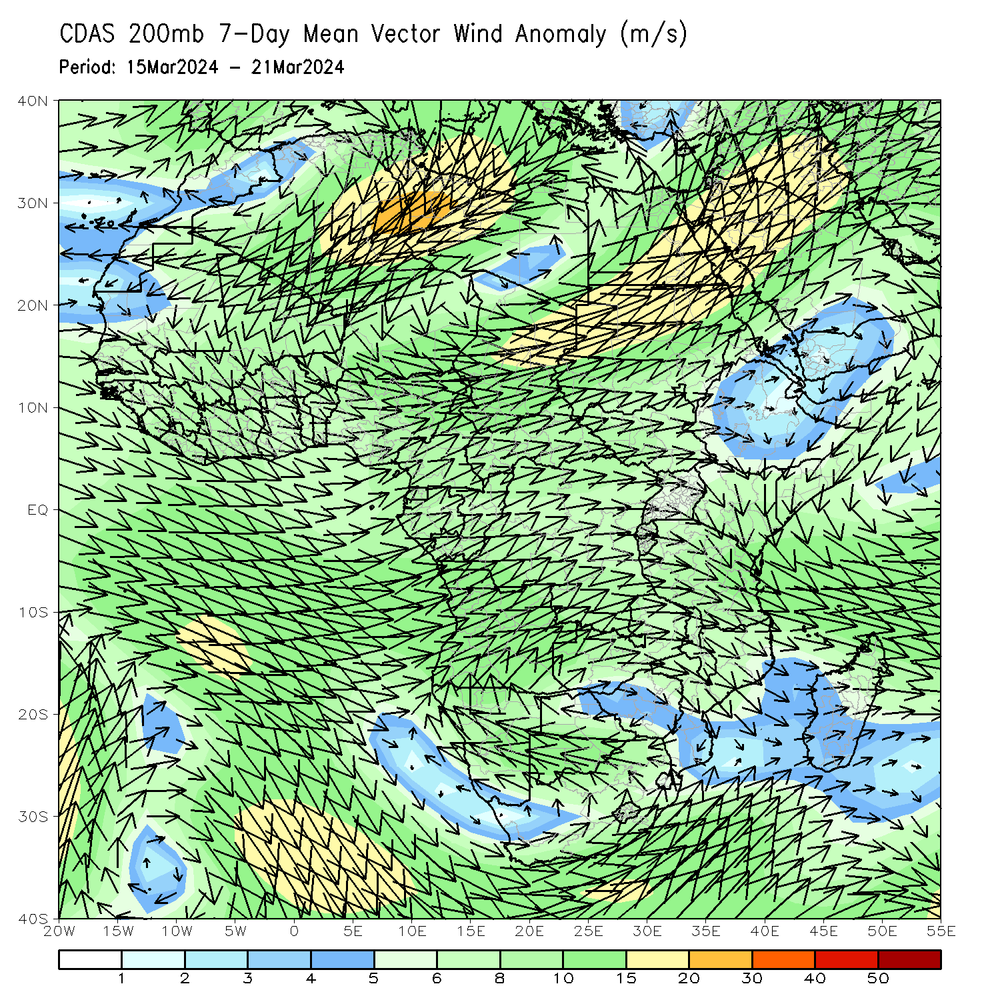 CDAS 200mb 7-Day Mean Vector Wind Anomaly (m/s)
Period: 15Mar2024 - 21Mar2024
40N
30N
20N
10N
EQ
10S
20S
30S
40S
20W 15W 10W 5W 0 5E 10E 15E 20E 25E 30E 35E 40E 45E 50E 55E
1 2 3 4 5 6 8 10 15 20 30 40 50